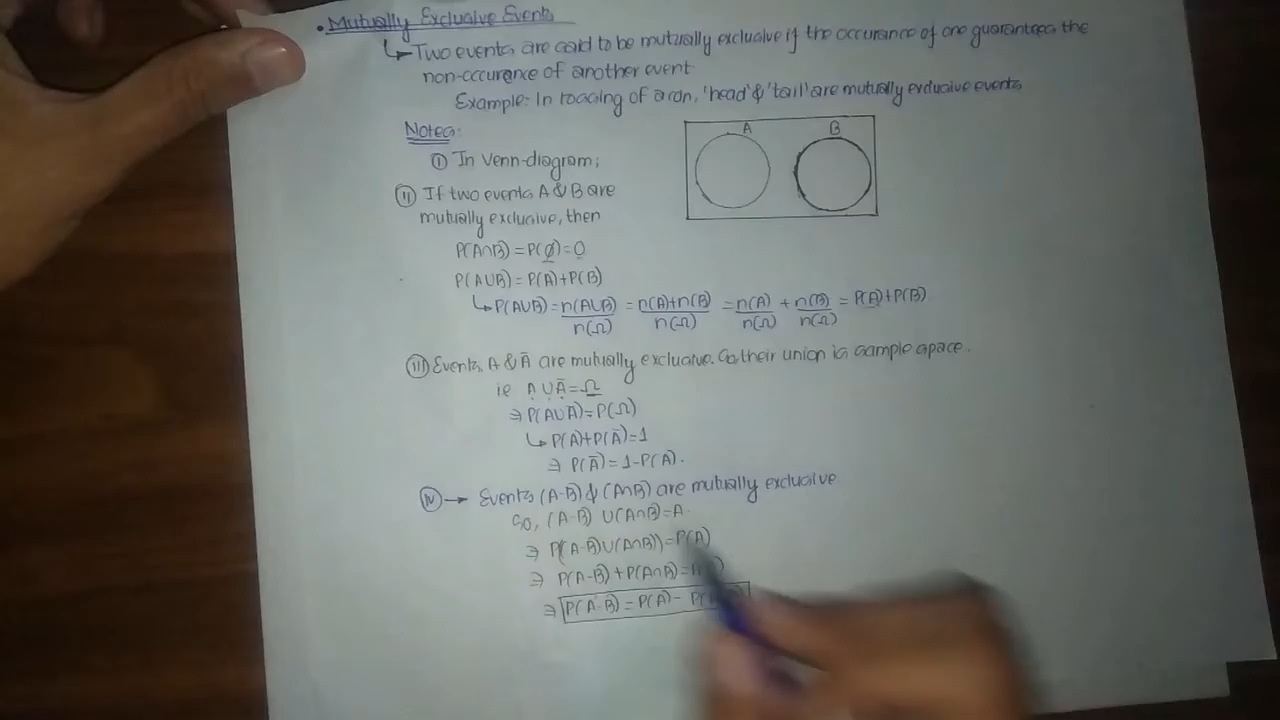 • Mutually Exclusive Events
↳ Two events are said to be mutually exclusive if the occurance of one guarantees the
non-occurance of another event.
Example: In tossing of a coin, 'head' & 'tail' are mutually exclusive events
Notes:
① In Venn-diagram;
A B
② If two events A & B are
mutually exclusive, then
P(A∩B) = P(∅) = 0
P(A∪B) = P(A)+P(B)
↳ P(A∪B) = n(A∪B)/n(Ω) = n(A)+n(B)/n(Ω) = n(A)/n(Ω) + n(B)/n(Ω) = P(A)+P(B)
③ Events A & Ā are mutually exclusive. So, their union is sample space.
ie A∪Ā = Ω
⇒ P(A∪Ā) = P(Ω)
↳ P(A)+P(Ā) = 1
⇒ P(Ā) = 1-P(A).
Ⓘⓥ → Events (A-B) & (A∩B) are mutually exclusive
So, (A-B) ∪ (A∩B) = A.
⇒ P((A-B)∪(A∩B)) = P(A)
⇒ P(A-B) + P(A∩B) =
⇒ P(A-B) = P(A) -